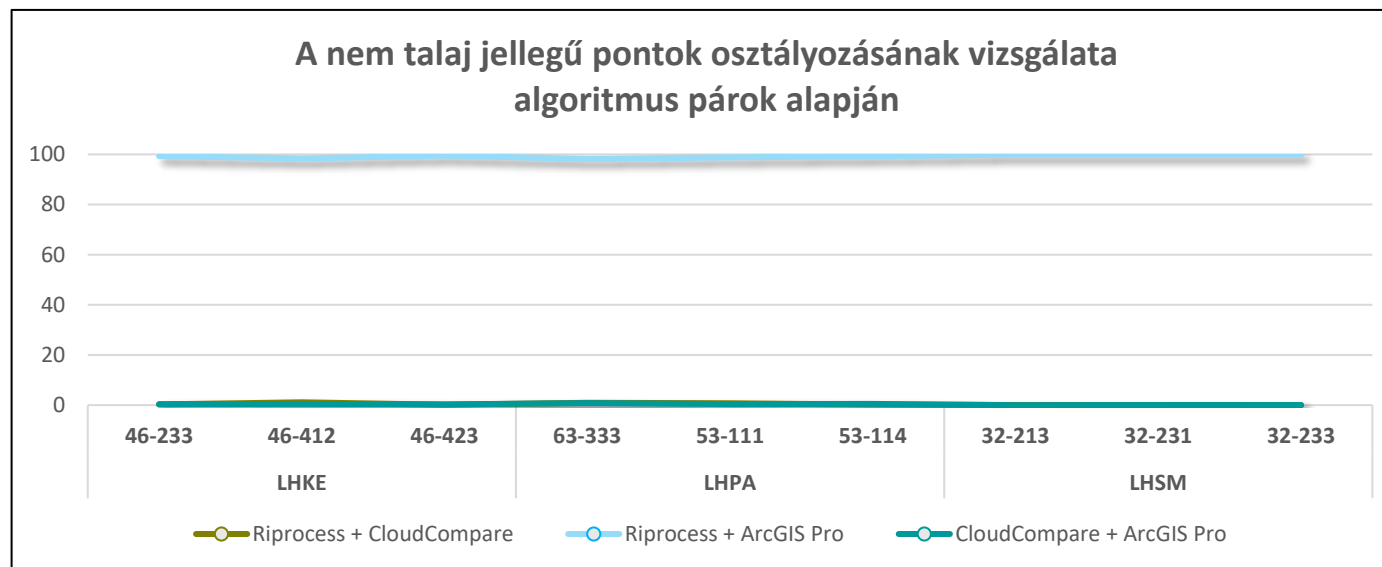 A nem talaj jellegű pontok osztályozásának vizsgálata
algoritmus párok alapján
100
80
60
40
20
0
46-233 46-412 46-423 63-333 53-111 53-114 32-213 32-231 32-233
LHKE LHPA LHSM
Riprocess + CloudCompare Riprocess + ArcGIS Pro CloudCompare + ArcGIS Pro